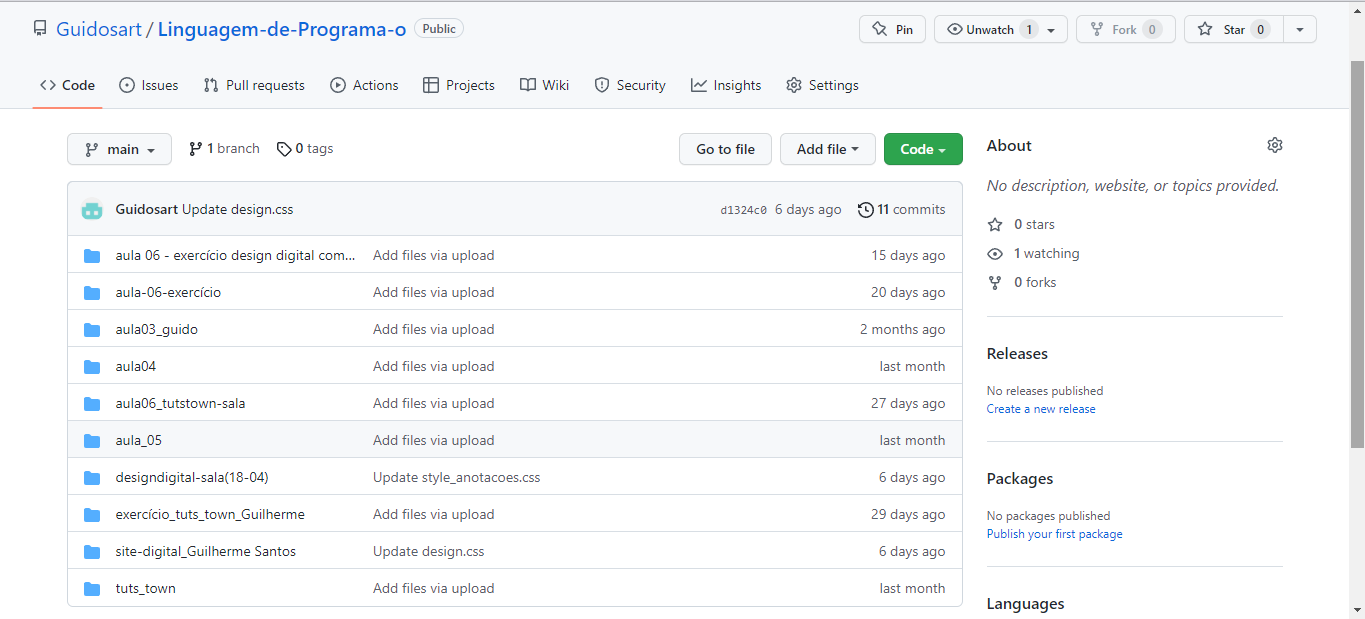 Guidosart / Linguagem-de-Programa-o Public Pin Unwatch 1 Fork 0 Star 0
Code Issues Pull requests Actions Projects Wiki Security Insights Settings
main 1 branch 0 tags Go to file Add file Code
Guidosart Update design.css d1324c0 6 days ago 11 commits
aula 06 - exercício design digital com... Add files via upload 15 days ago
aula-06-exercício Add files via upload 20 days ago
aula03_guido Add files via upload 2 months ago
aula04 Add files via upload last month
aula06_tutstown-sala Add files via upload 27 days ago
aula_05 Add files via upload last month
designdigital-sala(18-04) Update style_anotacoes.css 6 days ago
exercício_tuts_town_Guilherme Add files via upload 29 days ago
site-digital_Guilherme Santos Update design.css 6 days ago
tuts_town Add files via upload last month
About
No description, website, or topics provided.
0 stars
1 watching
0 forks
Releases
No releases published
Create a new release
Packages
No packages published
Publish your first package
Languages